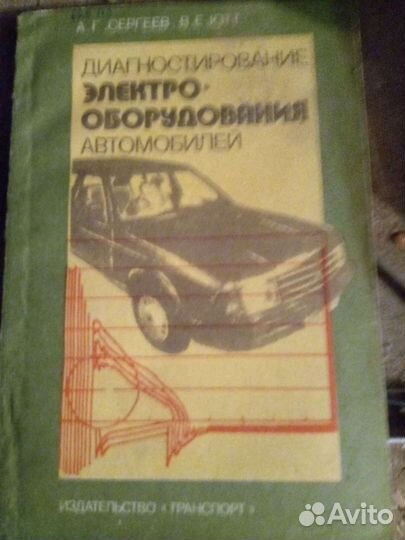 А. Г. СЕРГЕЕВ, В. Е. ЮТТ
ДИАГНОСТИРОВАНИЕ
ЭЛЕКТРО-
ОБОРУДОВАНИЯ
АВТОМОБИЛЕЙ
ИЗДАТЕЛЬСТВО «ТРАНСПОРТ»
Avito